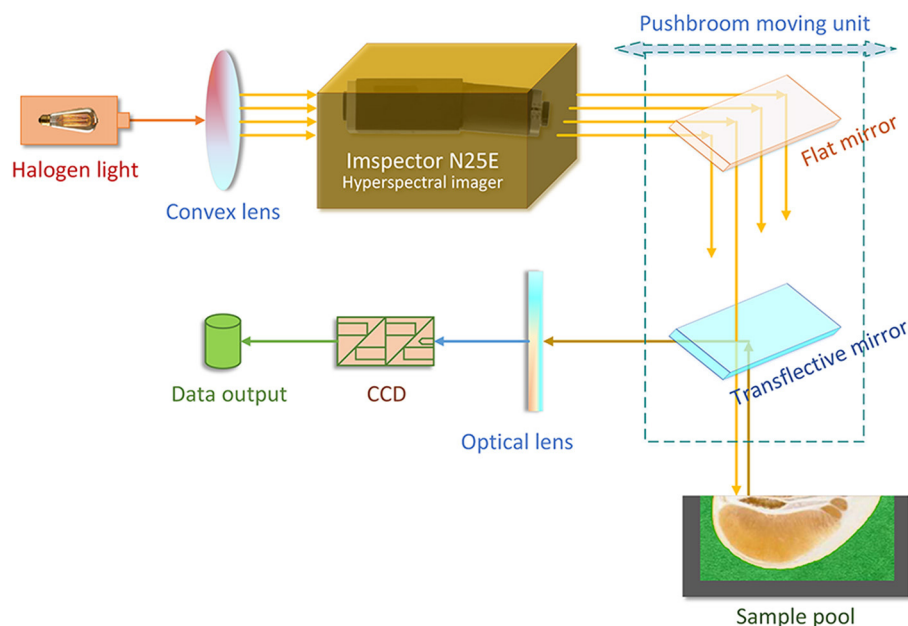 Pushbroom moving unit
Halogen light
Convex lens
Imspector N25E
Hyperspectral imager
Flat mirror
Data output
CCD
Optical lens
Transflective mirror
Sample pool